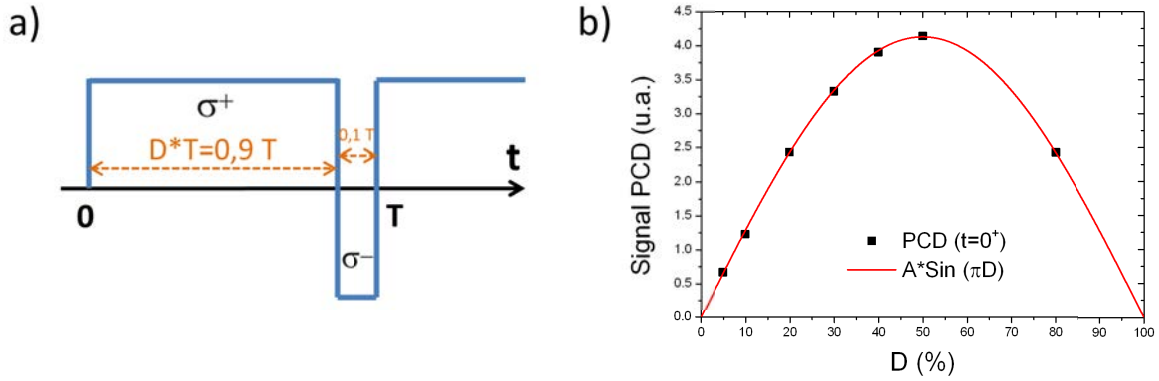 a)
σ+
D*T=0,9 T
0,1 T
t
0
T
σ−
b)
Signal PCD (u.a.)
4.5
4.0
3.5
3.0
2.5
2.0
1.5
1.0
0.5
0.0
PCD (t=0⁺)
A*Sin (πD)
0 10 20 30 40 50 60 70 80 90 100
D (%)